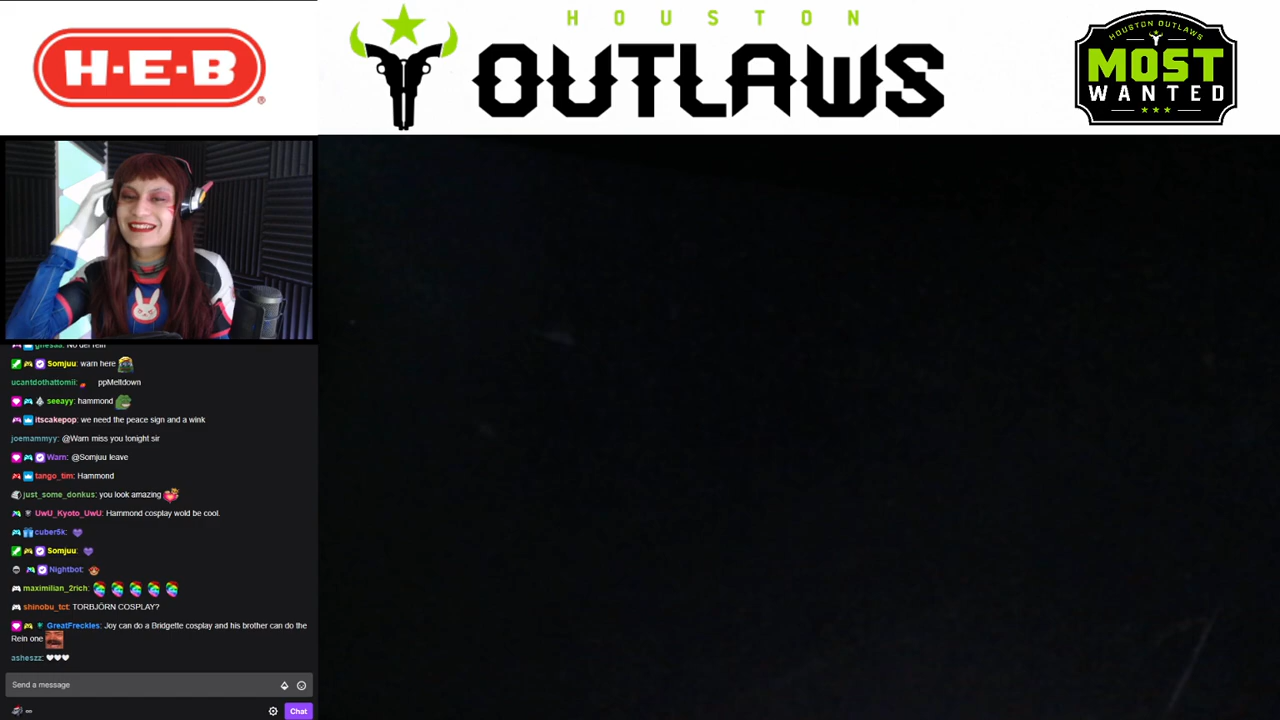 H-E-B
HOUSTON
OUTLAWS
HOUSTON OUTLAWS
MOST
WANTED
Somjuu: warn here
ucantdothattomii: ppMeltdown
seeayy: hammond
itscakepop: we need the peace sign and a wink
joemammyy: @Warn miss you tonight sir
Warn: @Somjuu leave
tango_tim: Hammond
just_some_donkus: you look amazing
UwU_Kyoto_UwU: Hammond cosplay wold be cool.
cuber5k:
Somjuu:
Nightbot:
maximilian_2rich:
shinobu_tct: TORBJÖRN COSPLAY?
GreatFreckles: Joy can do a Bridgette cosplay and his brother can do the
Rein one
asheszz: 🤍🤍🤍
Send a message
Chat